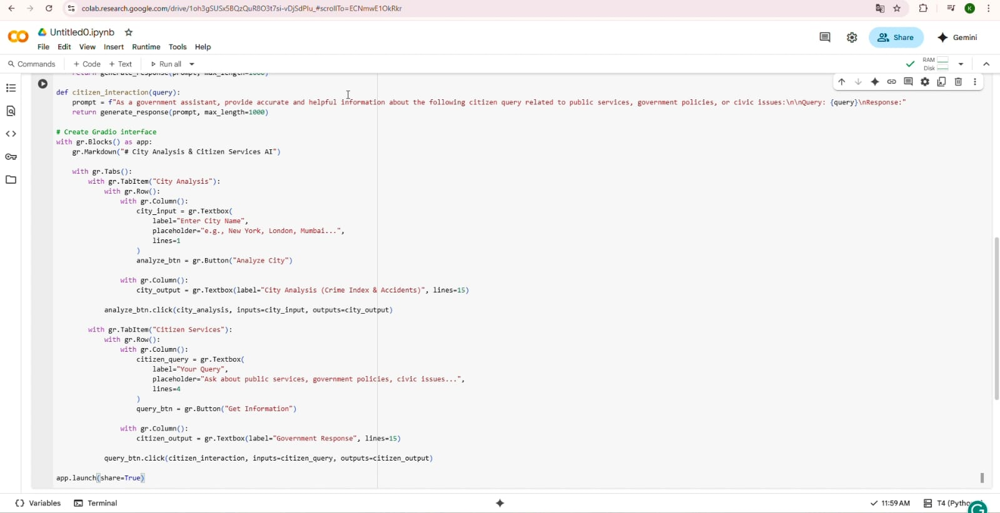 colab.research.google.com/drive/1oh3gSUSx5BQzQuR8O3t7si-vDjSdPlu_#scrollTo=ECNmwE1OkRkr
K
Untitled0.ipynb
File Edit View Insert Runtime Tools Help
Share
Gemini
Commands + Code + Text Run all
RAM
Disk
return generate_response(prompt, max_length=1000)
def citizen_interaction(query):
prompt = f"As a government assistant, provide accurate and helpful information about the following citizen query related to public services, government policies, or civic issues:\n\nQuery: {query}\nResponse:"
return generate_response(prompt, max_length=1000)
# Create Gradio interface
with gr.Blocks() as app:
gr.Markdown("# City Analysis & Citizen Services AI")
with gr.Tabs():
with gr.TabItem("City Analysis"):
with gr.Row():
with gr.Column():
city_input = gr.Textbox(
label="Enter City Name",
placeholder="e.g., New York, London, Mumbai...",
lines=1
)
analyze_btn = gr.Button("Analyze City")
with gr.Column():
city_output = gr.Textbox(label="City Analysis (Crime Index & Accidents)", lines=15)
analyze_btn.click(city_analysis, inputs=city_input, outputs=city_output)
with gr.TabItem("Citizen Services"):
with gr.Row():
with gr.Column():
citizen_query = gr.Textbox(
label="Your Query",
placeholder="Ask about public services, government policies, civic issues...",
lines=4
)
query_btn = gr.Button("Get Information")
with gr.Column():
citizen_output = gr.Textbox(label="Government Response", lines=15)
query_btn.click(citizen_interaction, inputs=citizen_query, outputs=citizen_output)
app.launch(share=True)
Variables Terminal
11:59 AM T4 (Pytho